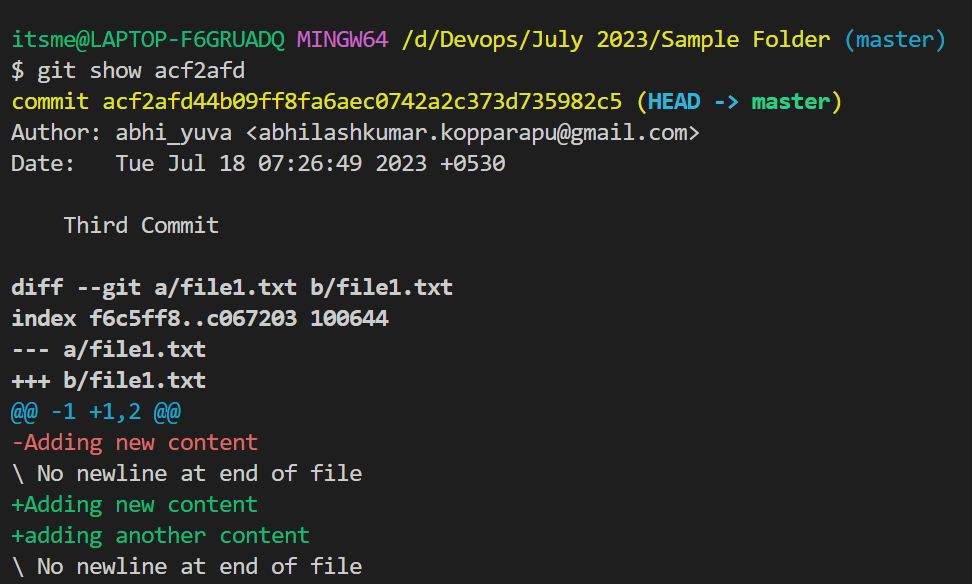 itsme@LAPTOP-F6GRUADQ MINGW64 /d/Devops/July 2023/Sample Folder (master)
$ git show acf2afd
commit acf2afd44b09ff8fa6aec0742a2c373d735982c5 (HEAD -> master)
Author: abhi_yuva <abhilashkumar.kopparapu@gmail.com>
Date:   Tue Jul 18 07:26:49 2023 +0530

    Third Commit

diff --git a/file1.txt b/file1.txt
index f6c5ff8..c067203 100644
--- a/file1.txt
+++ b/file1.txt
@@ -1 +1,2 @@
-Adding new content
\ No newline at end of file
+Adding new content
+adding another content
\ No newline at end of file